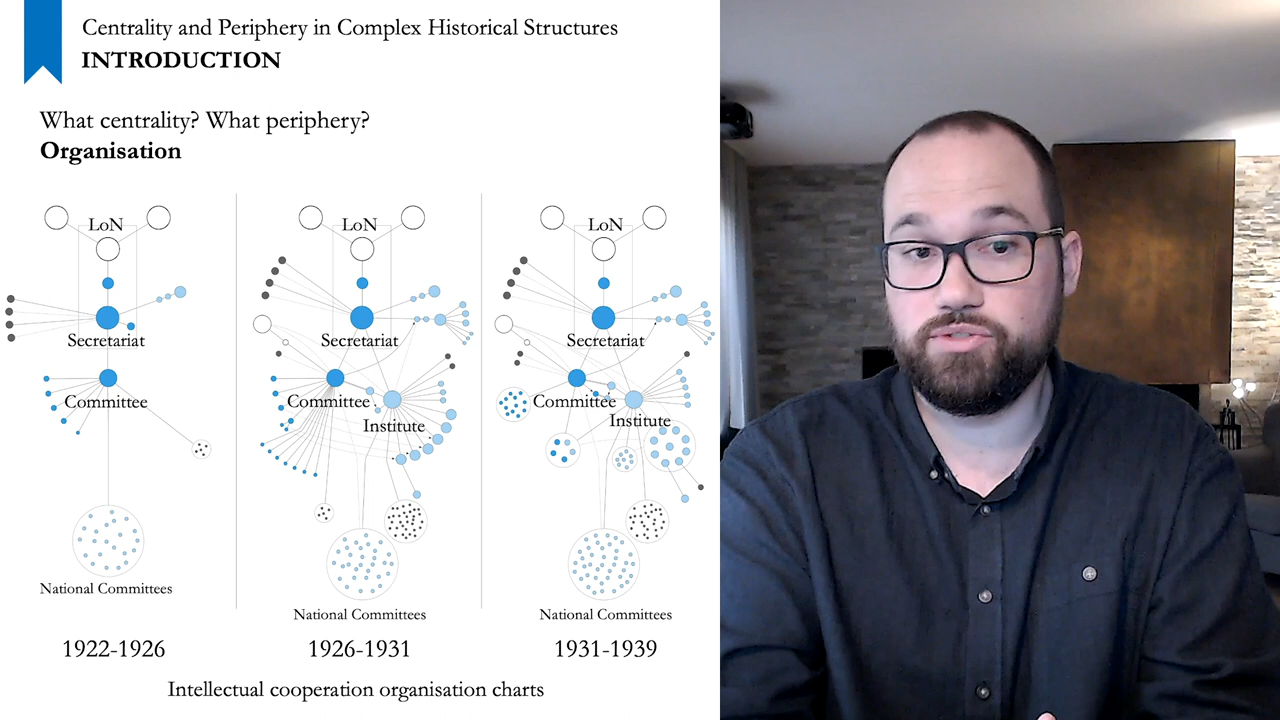 Centrality and Periphery in Complex Historical Structures
INTRODUCTION
What centrality? What periphery?
Organisation
LoN
Secretariat
Committee
National Committees
1922-1926
LoN
Secretariat
Committee
Institute
National Committees
1926-1931
LoN
Secretariat
Committee
Institute
National Committees
1931-1939
Intellectual cooperation organisation charts